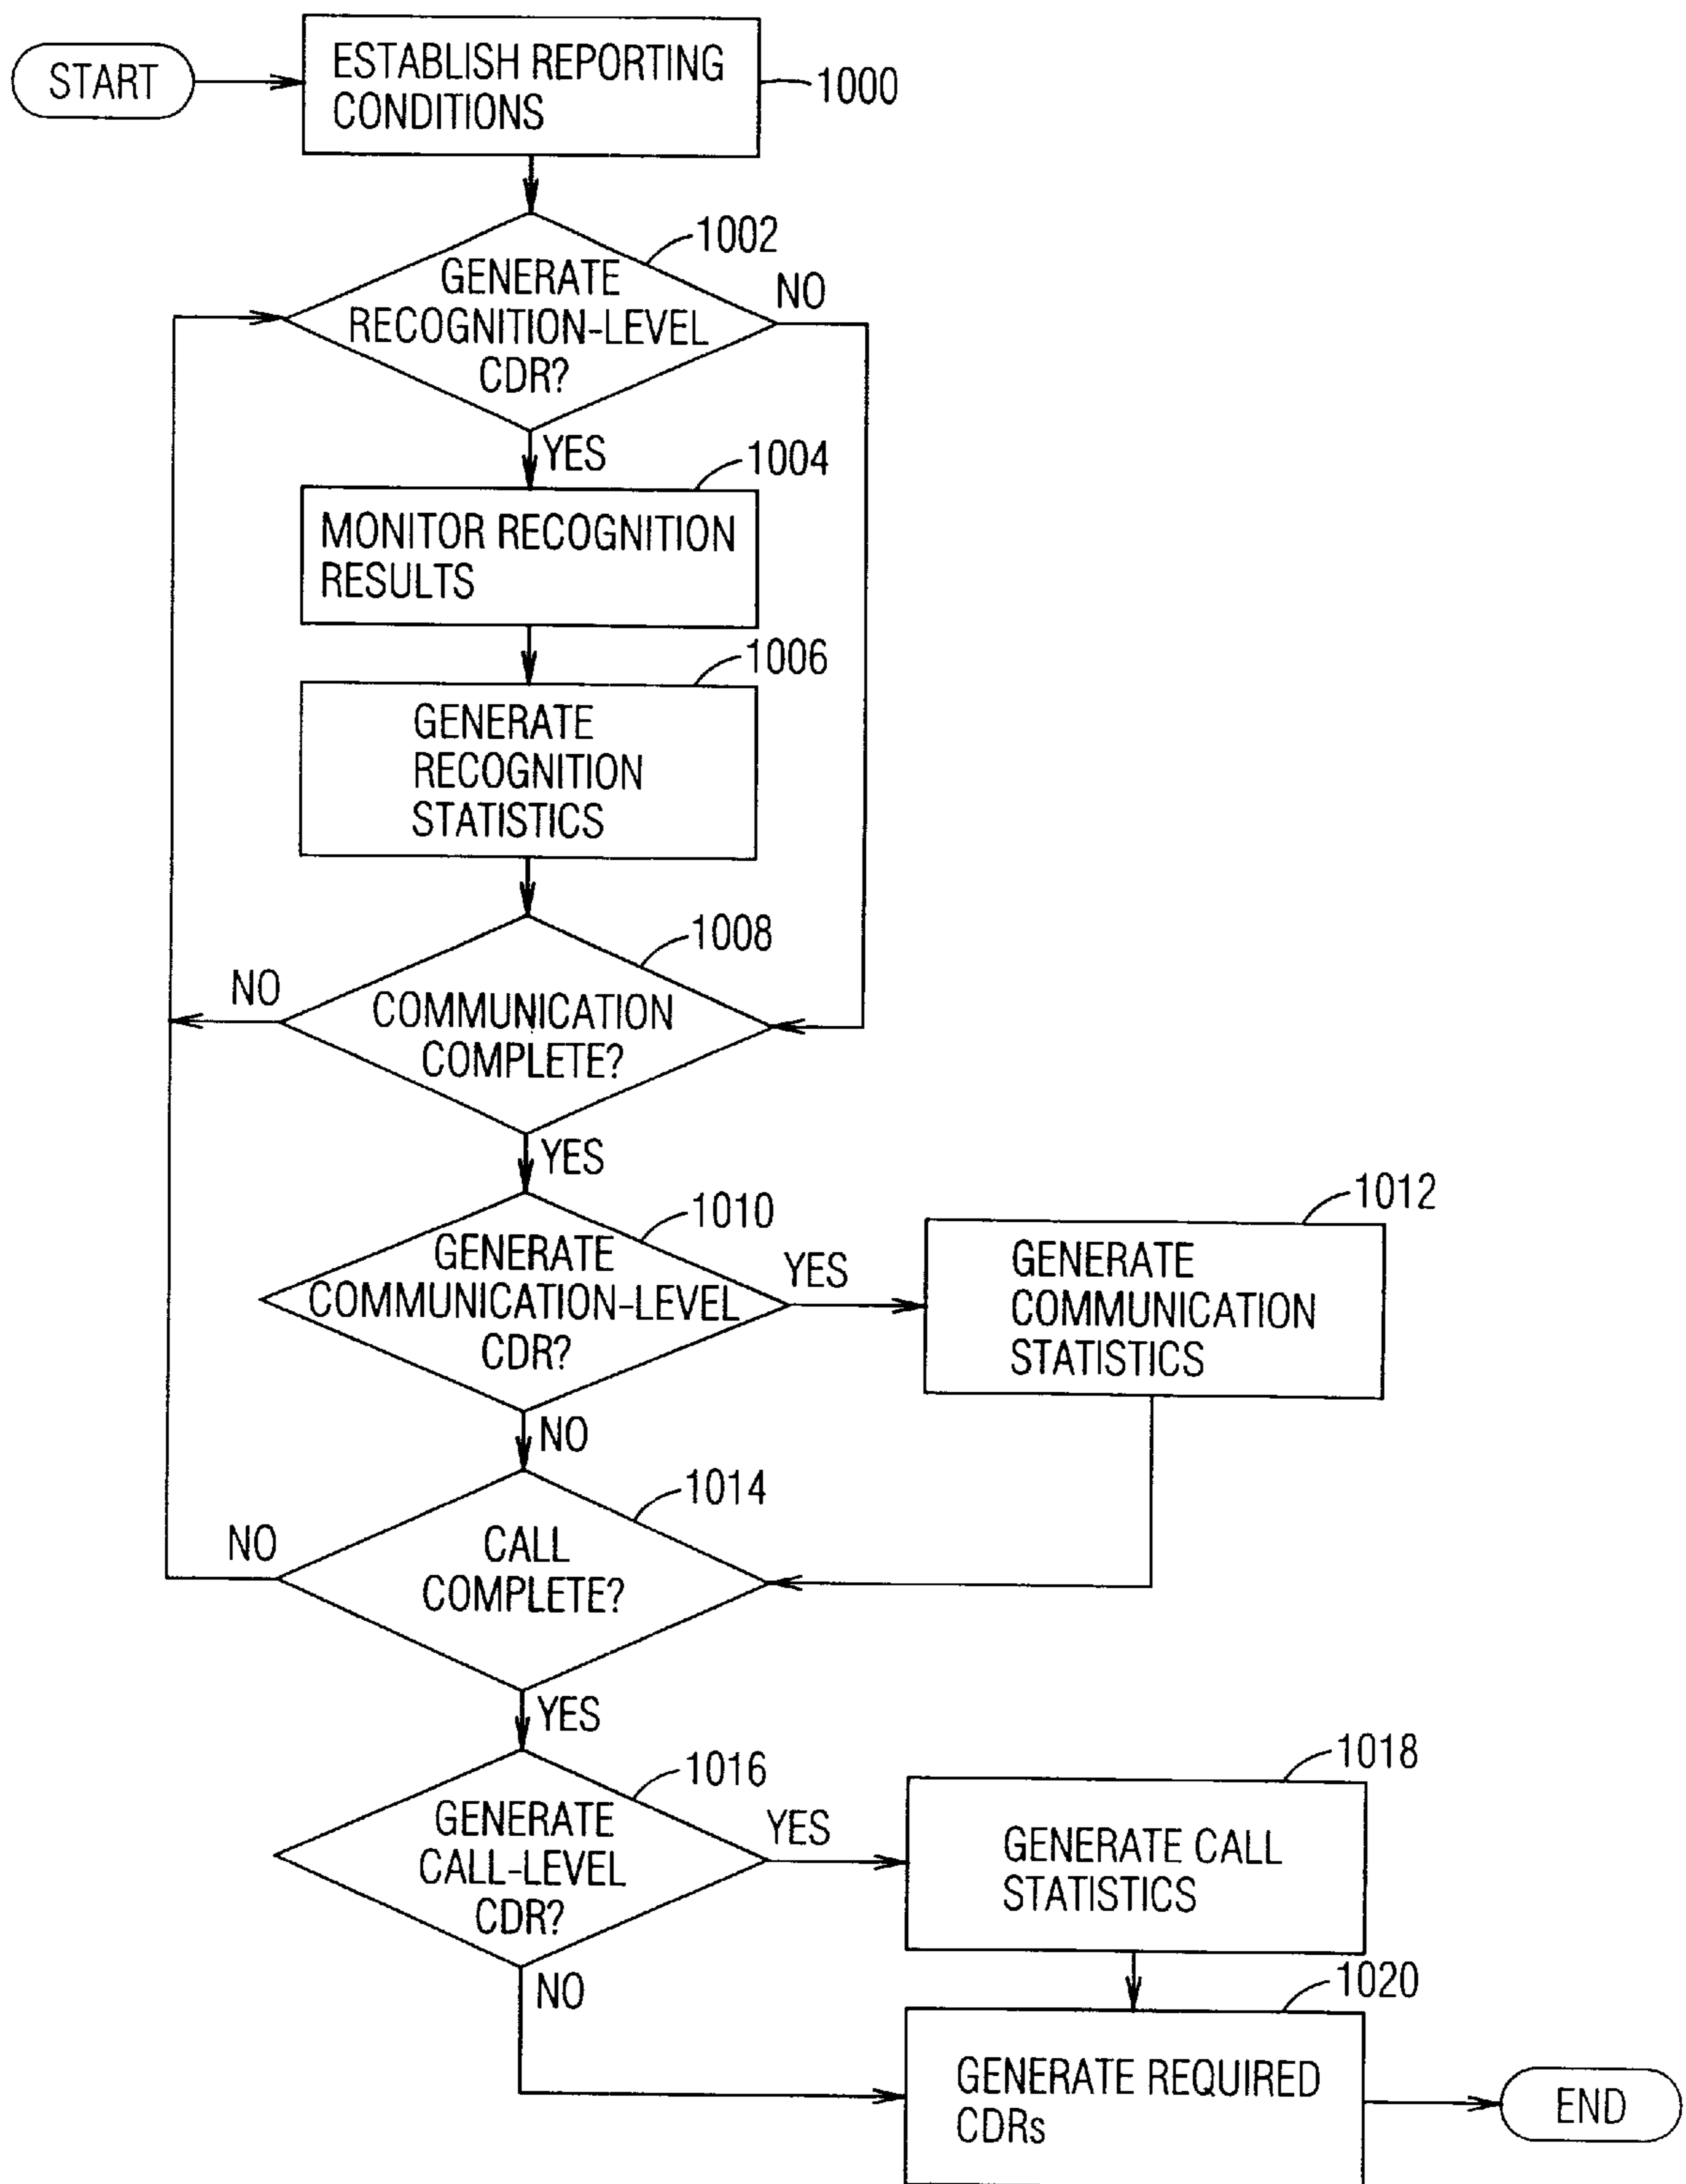 START
ESTABLISH REPORTING
CONDITIONS
1000
1002
GENERATE
RECOGNITION-LEVEL
CDR?
NO
YES
1004
MONITOR RECOGNITION
RESULTS
1006
GENERATE
RECOGNITION
STATISTICS
1008
NO
COMMUNICATION
COMPLETE?
YES
1010
GENERATE
COMMUNICATION-LEVEL
CDR?
YES
1012
GENERATE
COMMUNICATION
STATISTICS
NO
1014
NO
CALL
COMPLETE?
YES
1016
GENERATE
CALL-LEVEL
CDR?
YES
1018
GENERATE CALL
STATISTICS
NO
1020
GENERATE REQUIRED
CDRs
END